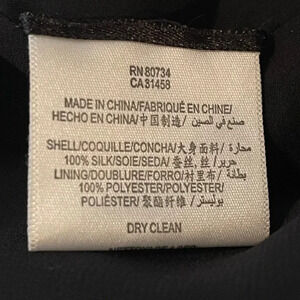 RN 80734
CA 31458
MADE IN CHINA/FABRIQUÉ EN CHINE/
HECHO EN CHINA/中国制造/ صنع في الصين/
SHELL/COQUILLE/CONCHA/大身面料/ محارة/
100% SILK/SOIE/SEDA/蚕丝, 丝/ حرير/
LINING/DOUBLURE/FORRO/衬里布/ بطانة/
100% POLYESTER/POLYESTER/
POLIÉSTER/ 聚酯纤维/ بوليستر/
DRY CLEAN